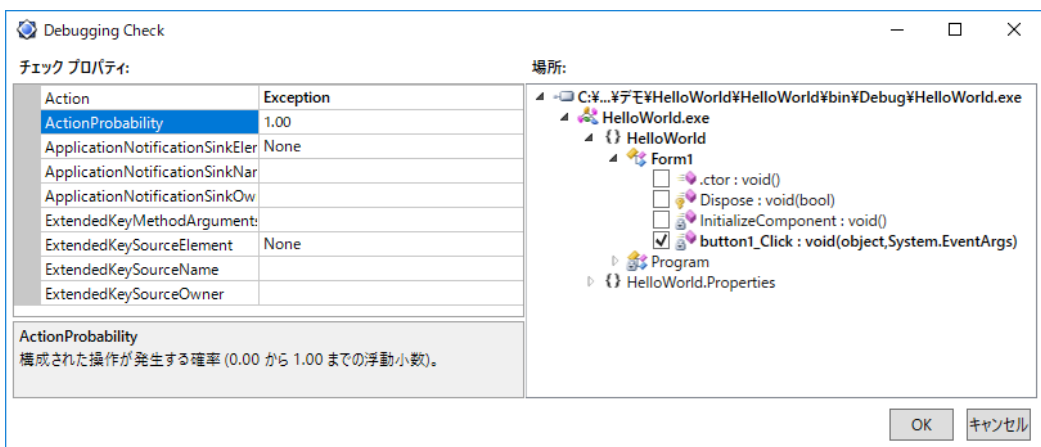 Debugging Check
チェック プロパティ:
Action Exception
ActionProbability 1.00
ApplicationNotificationSinkEler None
ApplicationNotificationSinkNar
ApplicationNotificationSinkOw
ExtendedKeyMethodArguments
ExtendedKeySourceElement None
ExtendedKeySourceName
ExtendedKeySourceOwner
ActionProbability
構成された操作が発生する確率 (0.00 から 1.00 までの浮動小数)。
場所:
C:¥...¥デモ¥HelloWorld¥HelloWorld¥bin¥Debug¥HelloWorld.exe
HelloWorld.exe
{} HelloWorld
Form1
.ctor : void()
Dispose : void(bool)
InitializeComponent : void()
button1_Click : void(object,System.EventArgs)
Program
{} HelloWorld.Properties
OK キャンセル